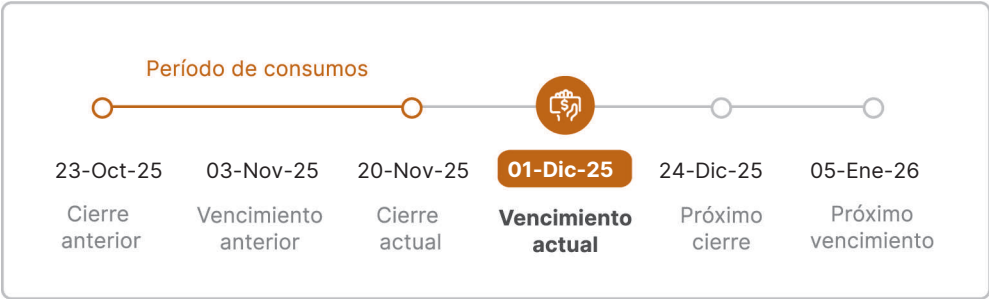 Período de consumos
$
23-Oct-25 03-Nov-25 20-Nov-25 01-Dic-25 24-Dic-25 05-Ene-26
Cierre Vencimiento Cierre Vencimiento Próximo Próximo
anterior anterior actual actual cierre vencimiento